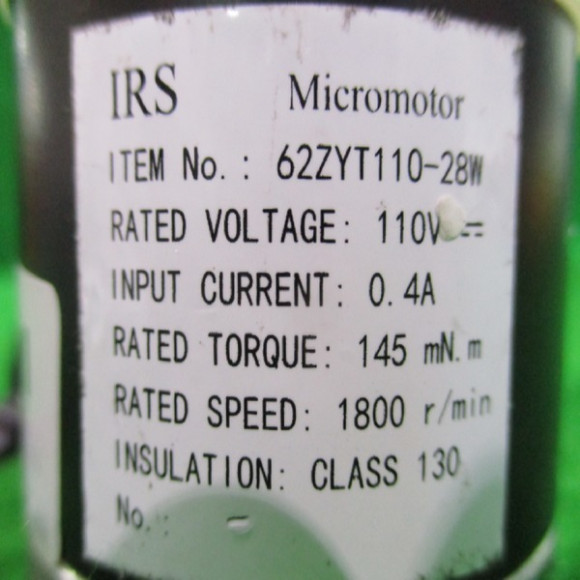 IRS Micromotor
ITEM No.: 62ZYT110-28W
RATED VOLTAGE: 110V ⎓
INPUT CURRENT: 0.4A
RATED TORQUE: 145 mN.m
RATED SPEED: 1800 r/min
INSULATION: CLASS 130
No.: -